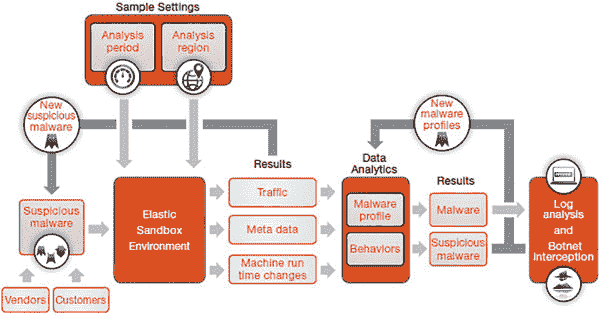 Sample Settings
Analysis
period
Analysis
region
New
suspicious
malware
New
malware
profiles
Results
Data
Analytics
Results
Traffic
Suspicious
malware
Elastic
Sandbox
Environment
Meta data
Malware
profile
Behaviors
Malware
Suspicious
malware
Log
analysis
and
Botnet
Interception
Machine run
time changes
Vendors
Customers